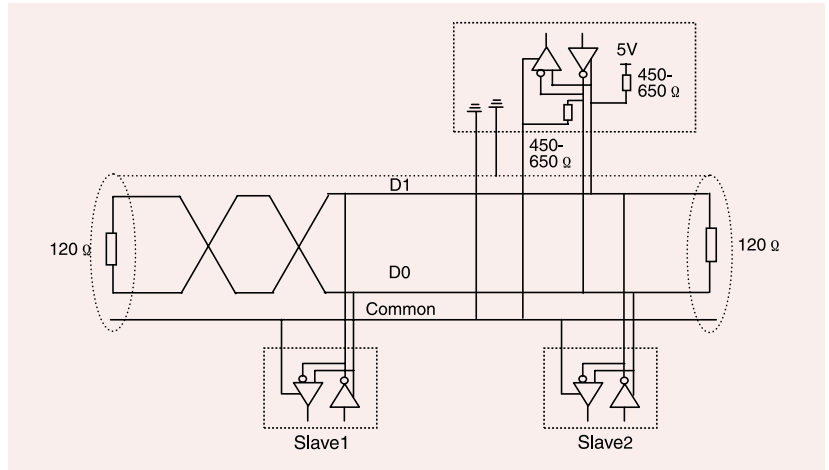 5V
450-
650 Ω
450-
650 Ω
D1
120 Ω
120 Ω
D0
Common
Slave1
Slave2